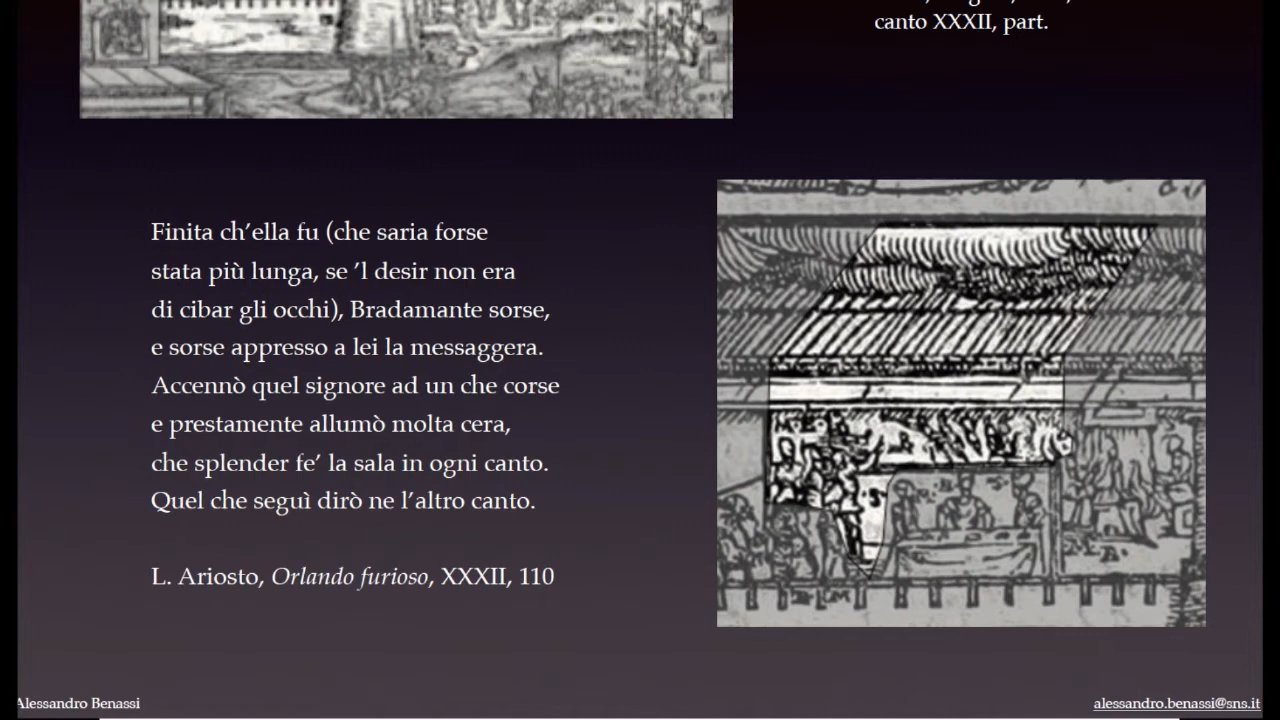 canto XXXII, part.
Finita ch’ella fu (che saria forse
stata più lunga, se ’l desir non era
di cibar gli occhi), Bradamante sorse,
e sorse appresso a lei la messaggera.
Accennò quel signore ad un che corse
e prestamente allumò molta cera,
che splender fe’ la sala in ogni canto.
Quel che seguì dirò ne l’altro canto.
L. Ariosto, Orlando furioso, XXXII, 110
Alessandro Benassi
alessandro.benassi@sns.it